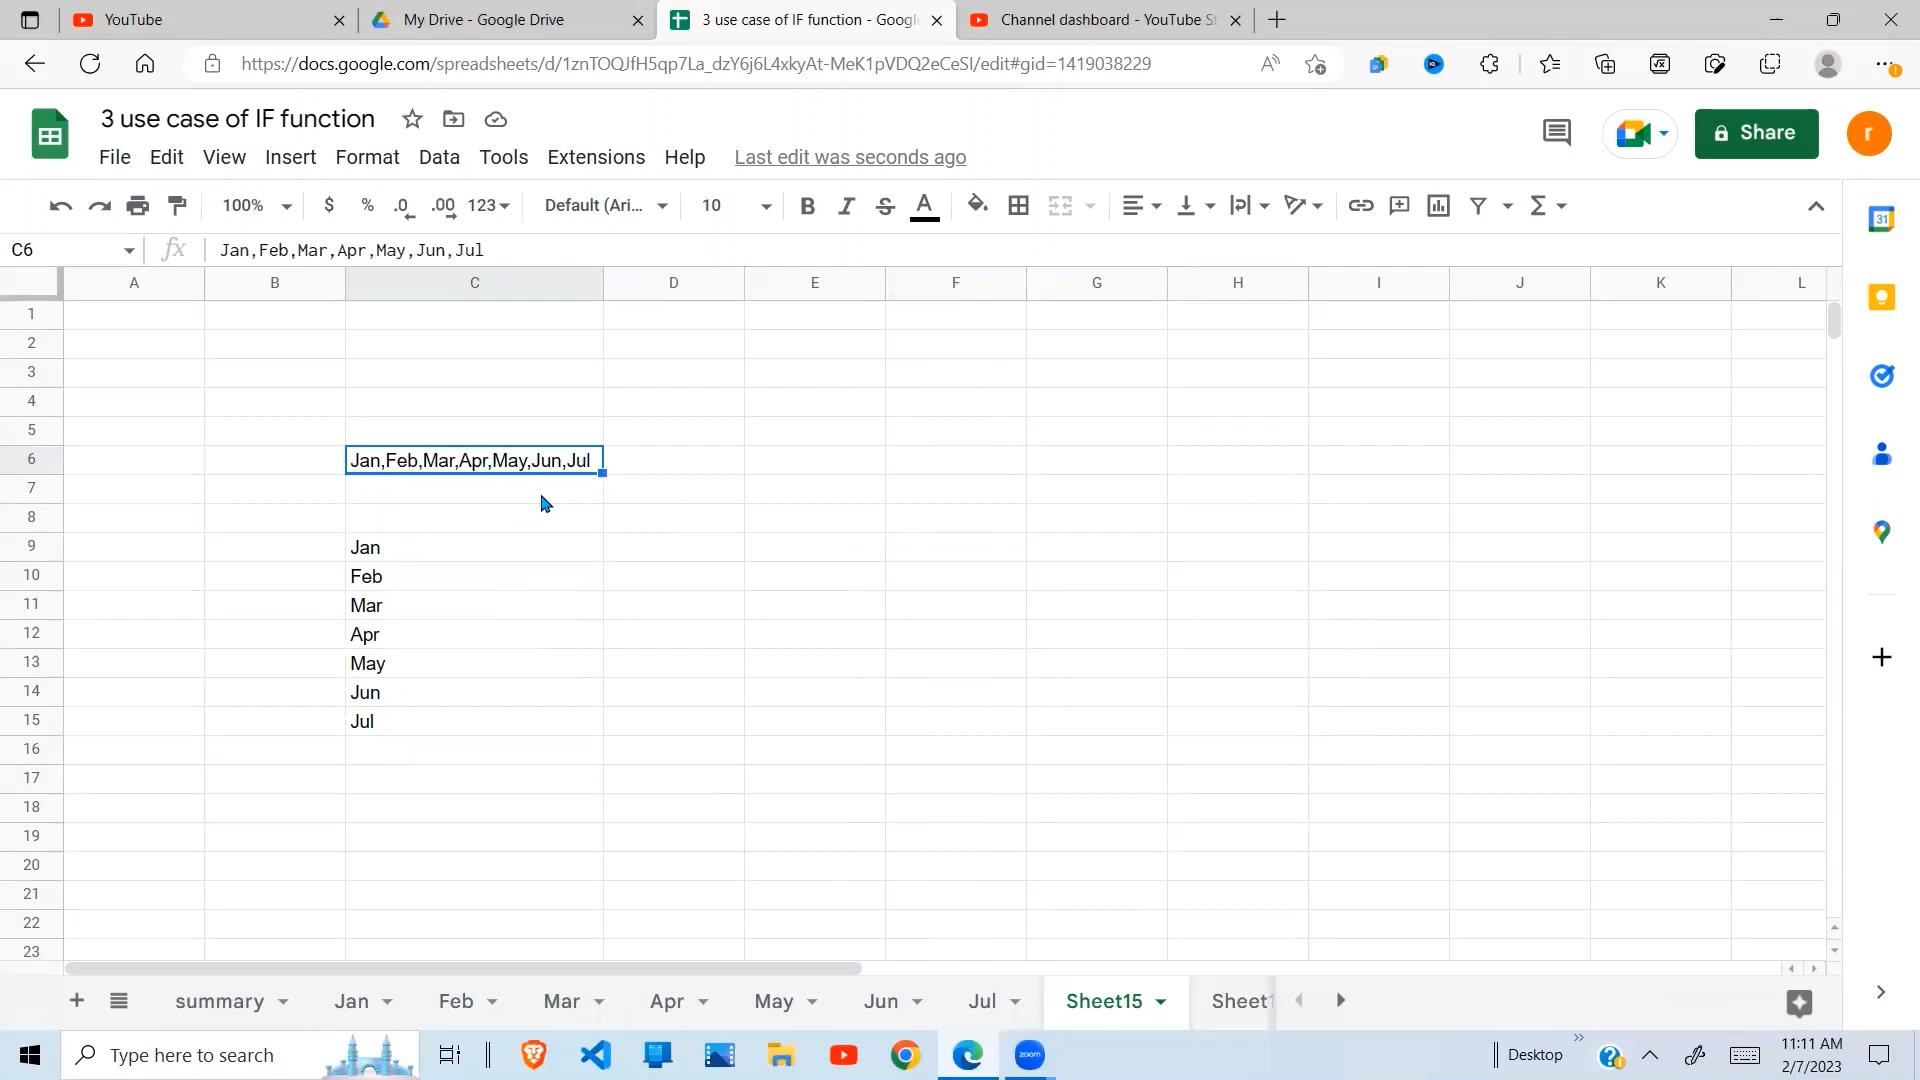 YouTube
My Drive - Google Drive
3 use case of IF function - Googl
Channel dashboard - YouTube St
https://docs.google.com/spreadsheets/d/1znTOQJfH5qp7La_dzY6j6L4xkyAt-MeK1pVDQ2eCeSI/edit#gid=1419038229
3 use case of IF function
Share
r
File Edit View Insert Format Data Tools Extensions Help Last edit was seconds ago
100% $ % .0 .00 123 Default (Ari... 10 B I S A
31
C6 fx Jan,Feb,Mar,Apr,May,Jun,Jul
A B C D E F G H I J K L
1
2
3
4
5
6 Jan,Feb,Mar,Apr,May,Jun,Jul
7
8
9 Jan
10 Feb
11 Mar
12 Apr
13 May
14 Jun
15 Jul
16
17
18
19
20
21
22
23
+ summary Jan Feb Mar Apr May Jun Jul Sheet15 Sheet1
Type here to search
zoom
Desktop
11:11 AM
2/7/2023